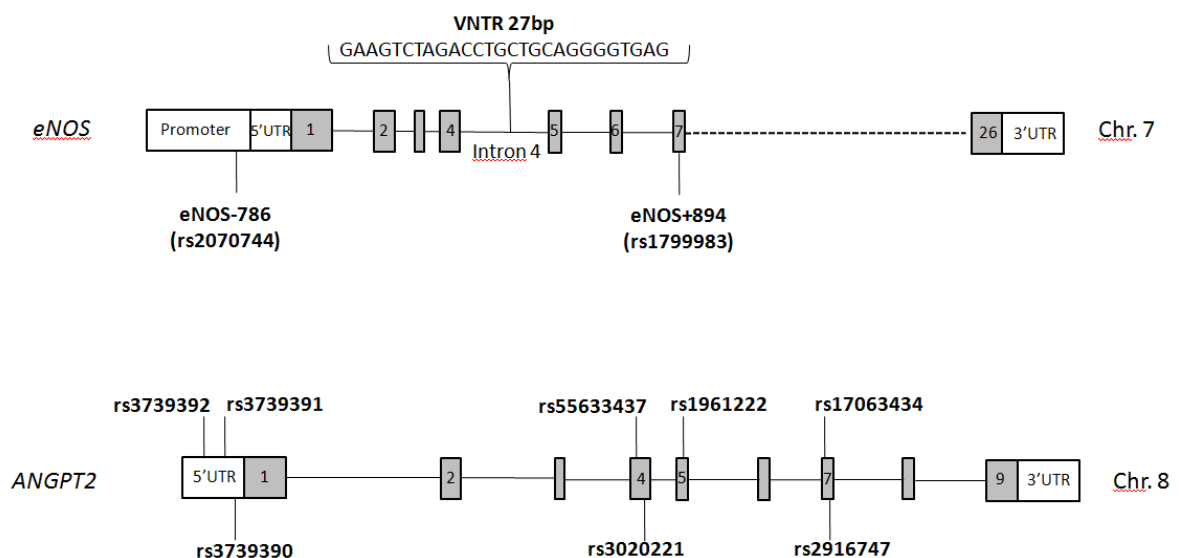 VNTR 27bp
GAAGTCTAGACCTGCTGCAGGGGTGAG
eNOS Promoter 5’UTR 1 2 4 5 6 7 26 3’UTR Chr. 7
Intron 4
eNOS-786 eNOS+894
(rs2070744) (rs1799983)
rs3739392 rs3739391 rs55633437 rs1961222 rs17063434
ANGPT2 5’UTR 1 2 4 5 7 9 3’UTR Chr. 8
rs3739390 rs3020221 rs2916747